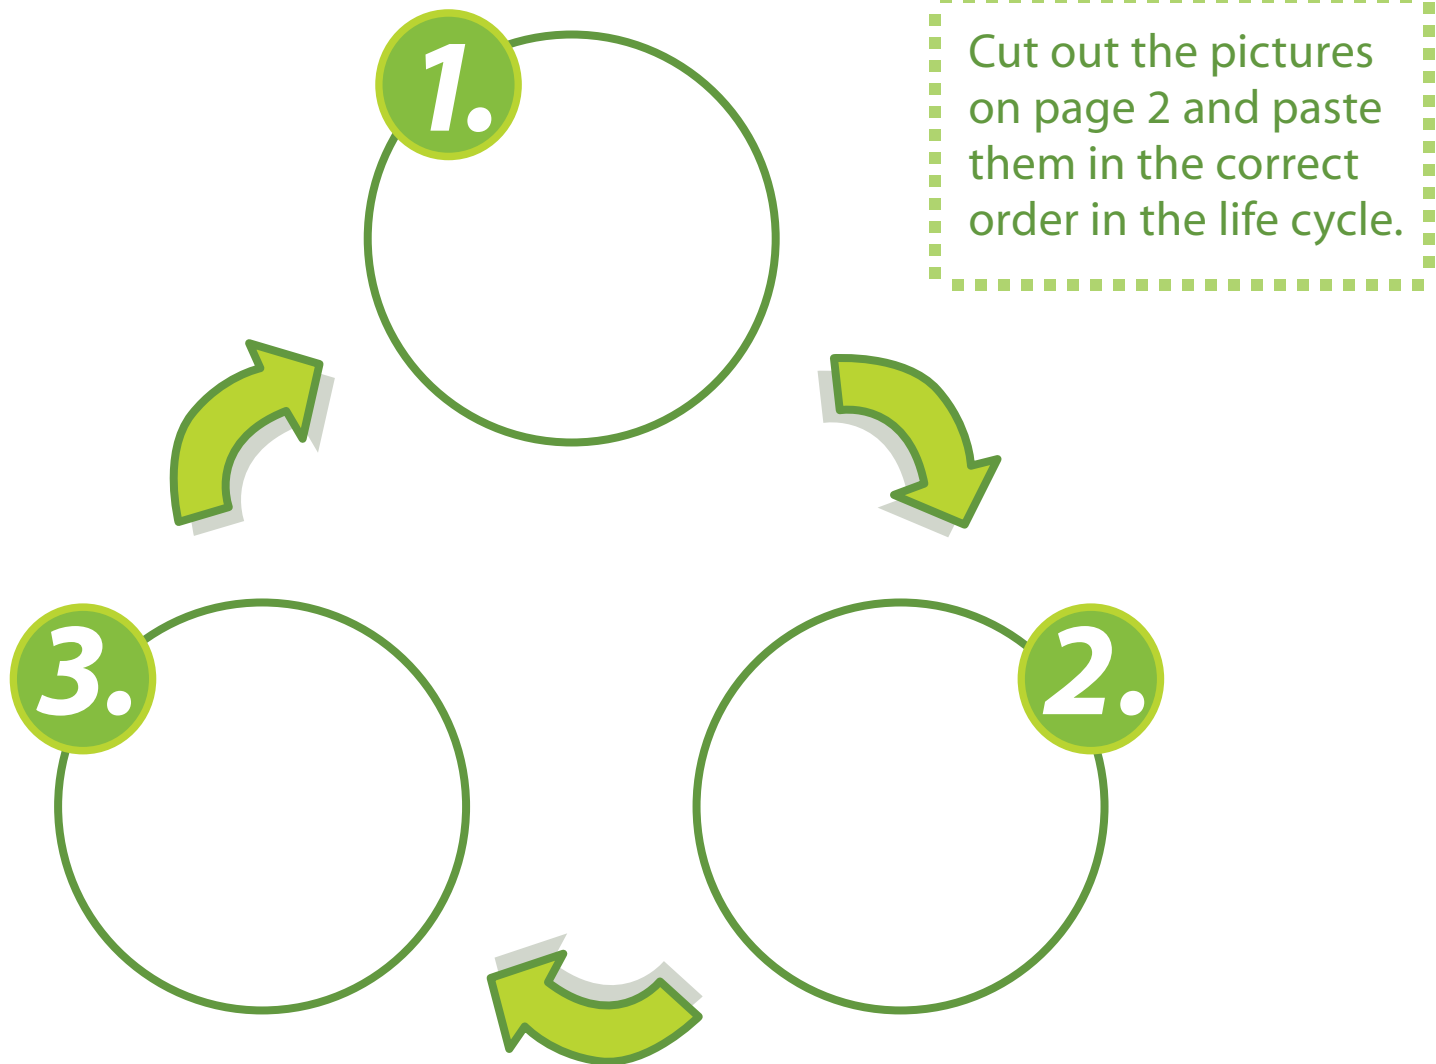 1.
Cut out the pictures
on page 2 and paste
them in the correct
order in the life cycle.
3.
2.